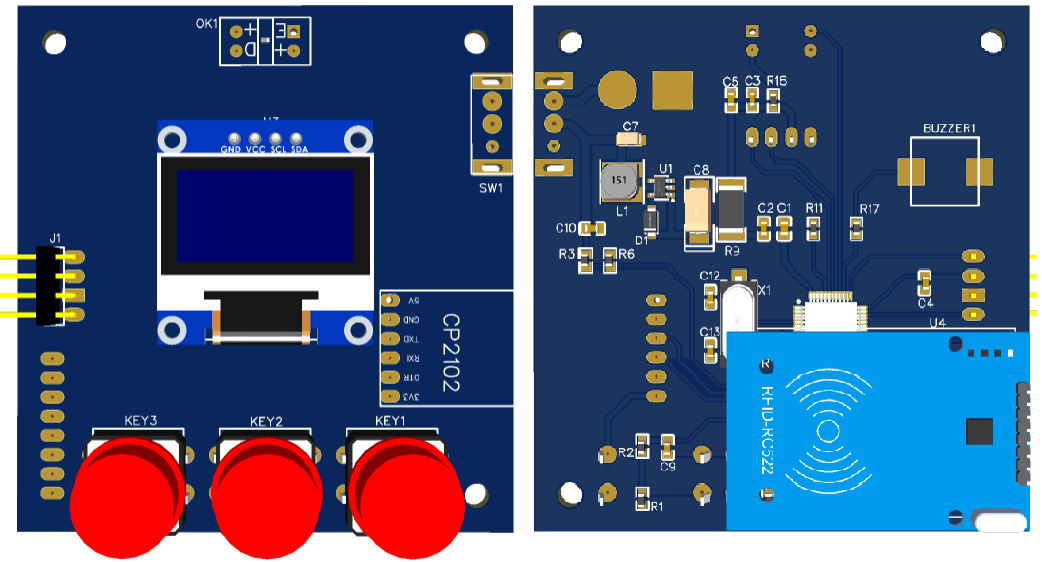 OK1
+ E
D +
GND VCC SCL SDA
SW1
J1
5V
GND
TXD
RXI
DTR
3V3
CP2102
KEY3
KEY2
KEY1
C5
C3
R16
C7
BUZZER1
151
U1
C8
L1
D1
R9
C2
C1
R11
R17
C10
R3
R6
C12
X1
C4
C13
U4
RFID-RC522
R2
C9
R1